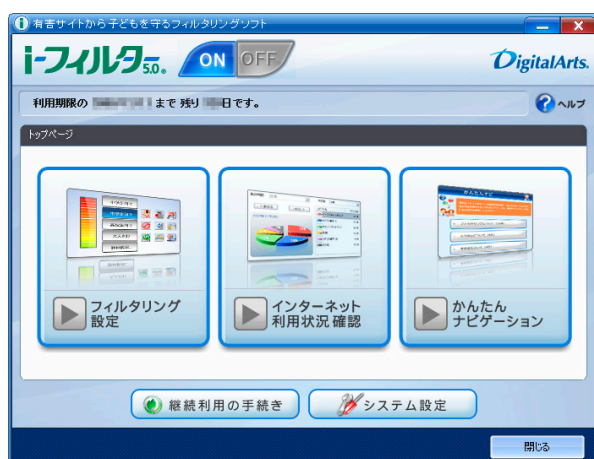 有害サイトから子どもを守るフィルタリングソフト
i-フィルター5.0.
ON OFF
DigitalArts.
利用期限の まで 残り 日です。
ヘルプ
トップページ
フィルタリング
設定
インターネット
利用状況 確認
かんたん
ナビゲーション
継続利用の手続き
システム設定
閉じる